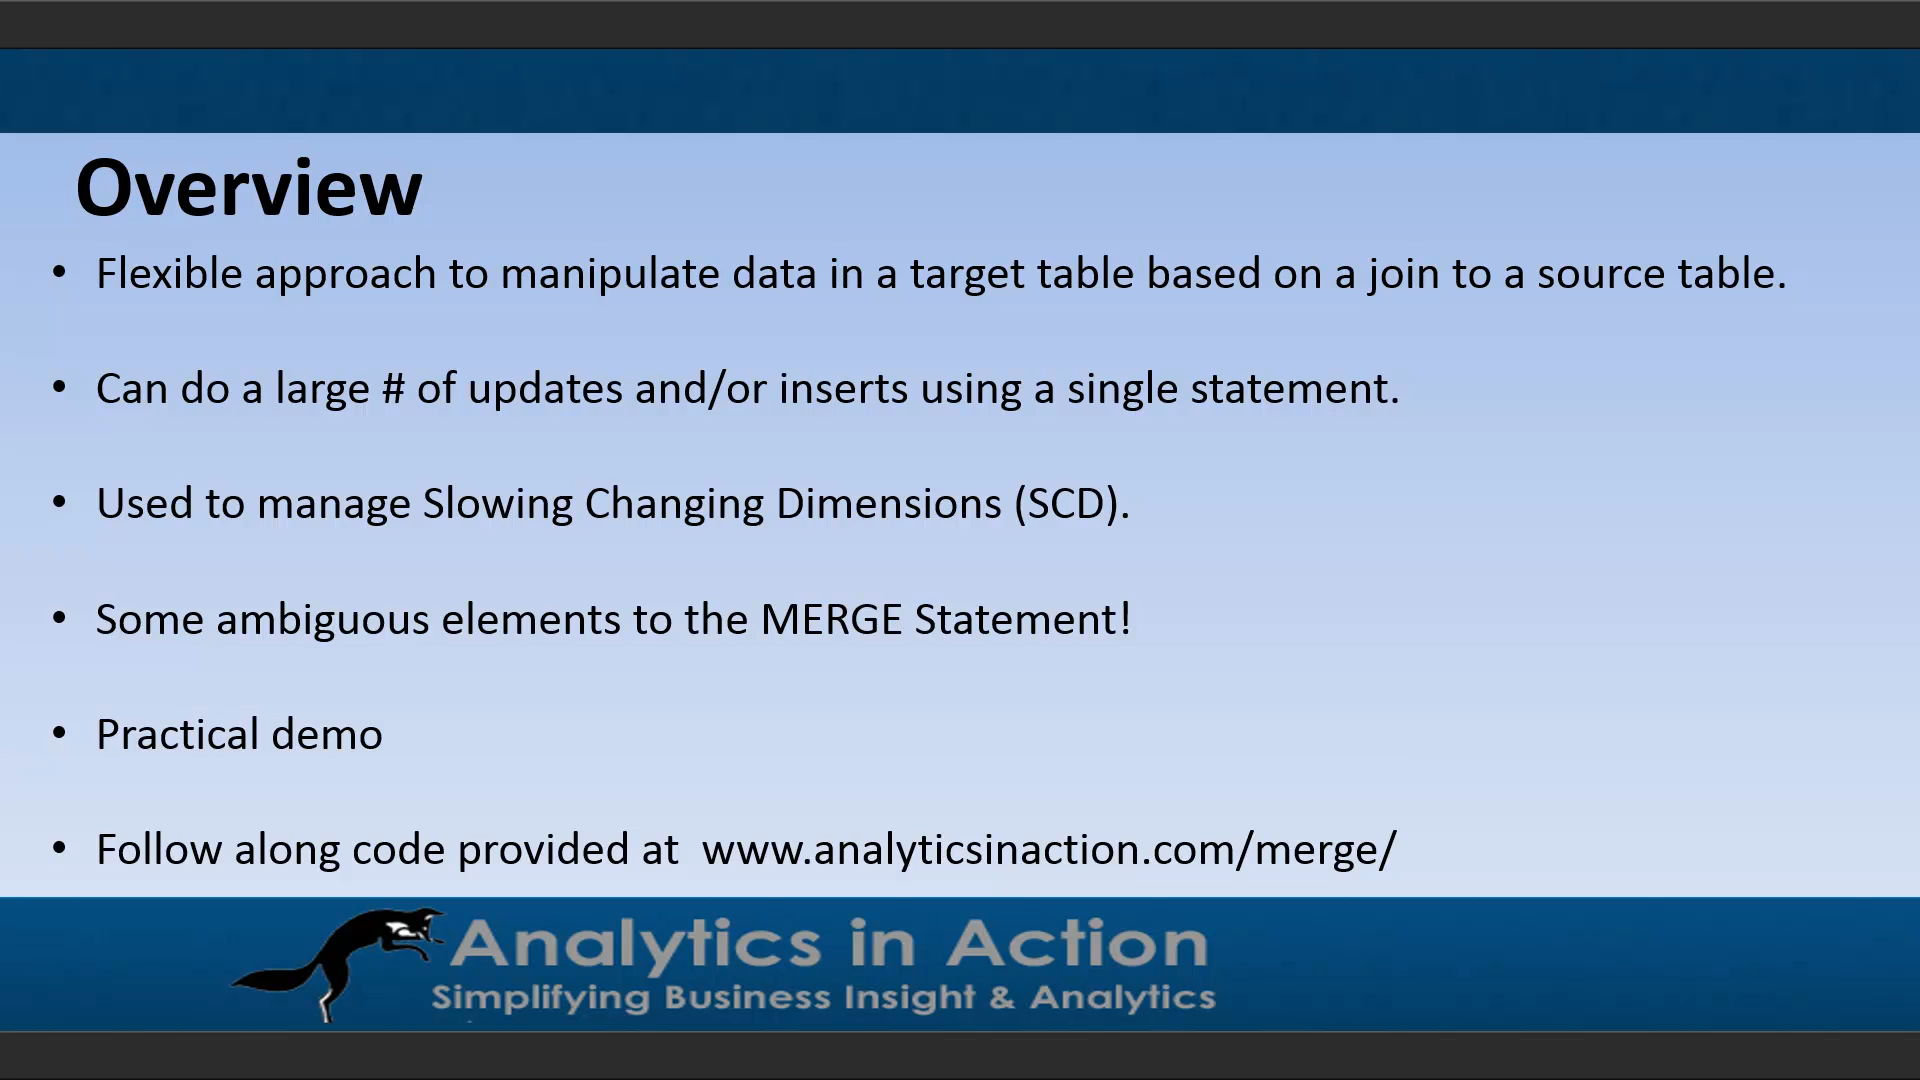 Overview
• Flexible approach to manipulate data in a target table based on a join to a source table.
• Can do a large # of updates and/or inserts using a single statement.
• Used to manage Slowing Changing Dimensions (SCD).
• Some ambiguous elements to the MERGE Statement!
• Practical demo
• Follow along code provided at  www.analyticsinaction.com/merge/
Analytics in Action
Simplifying Business Insight & Analytics